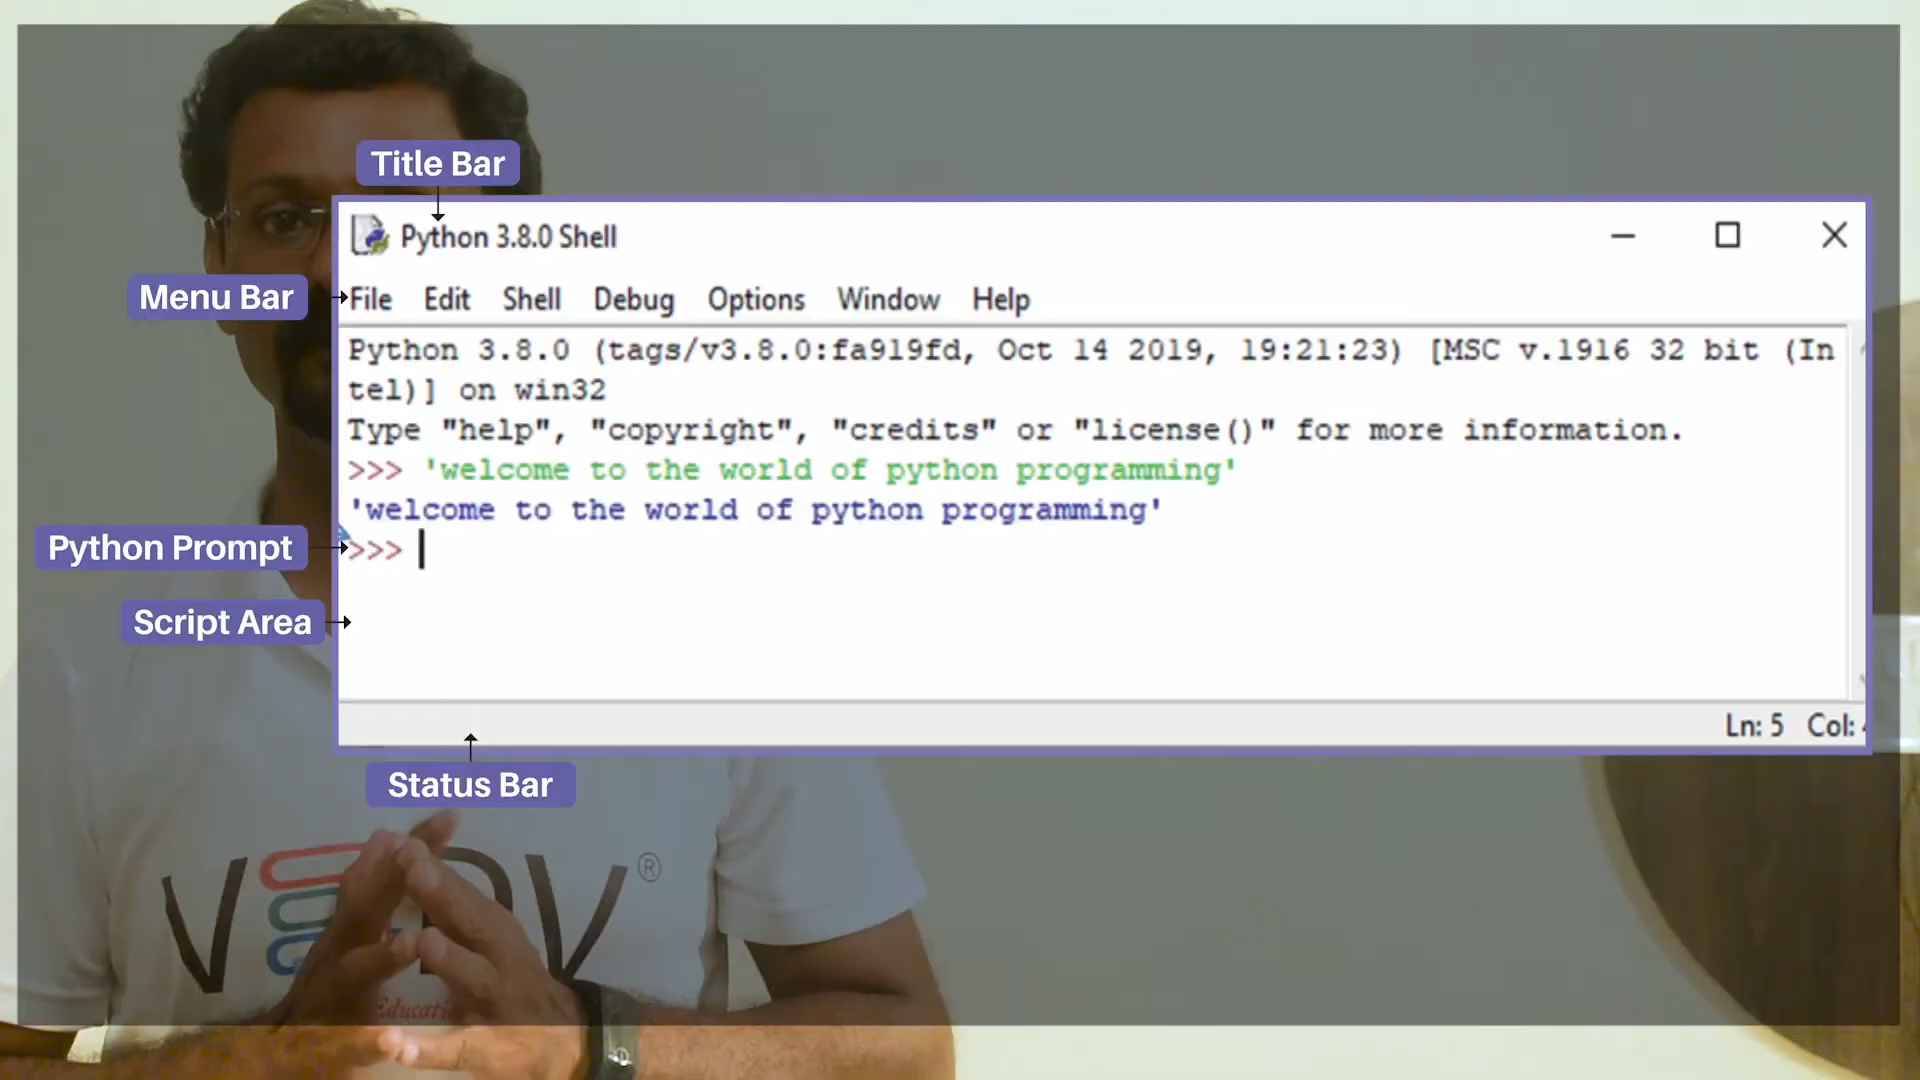 Title Bar
Python 3.8.0 Shell
Menu Bar
File Edit Shell Debug Options Window Help
Python 3.8.0 (tags/v3.8.0:fa919fd, Oct 14 2019, 19:21:23) [MSC v.1916 32 bit (In
tel)] on win32
Type "help", "copyright", "credits" or "license()" for more information.
>>> 'welcome to the world of python programming'
'welcome to the world of python programming'
Python Prompt
>>>
Script Area
Ln: 5 Col:
Status Bar
®